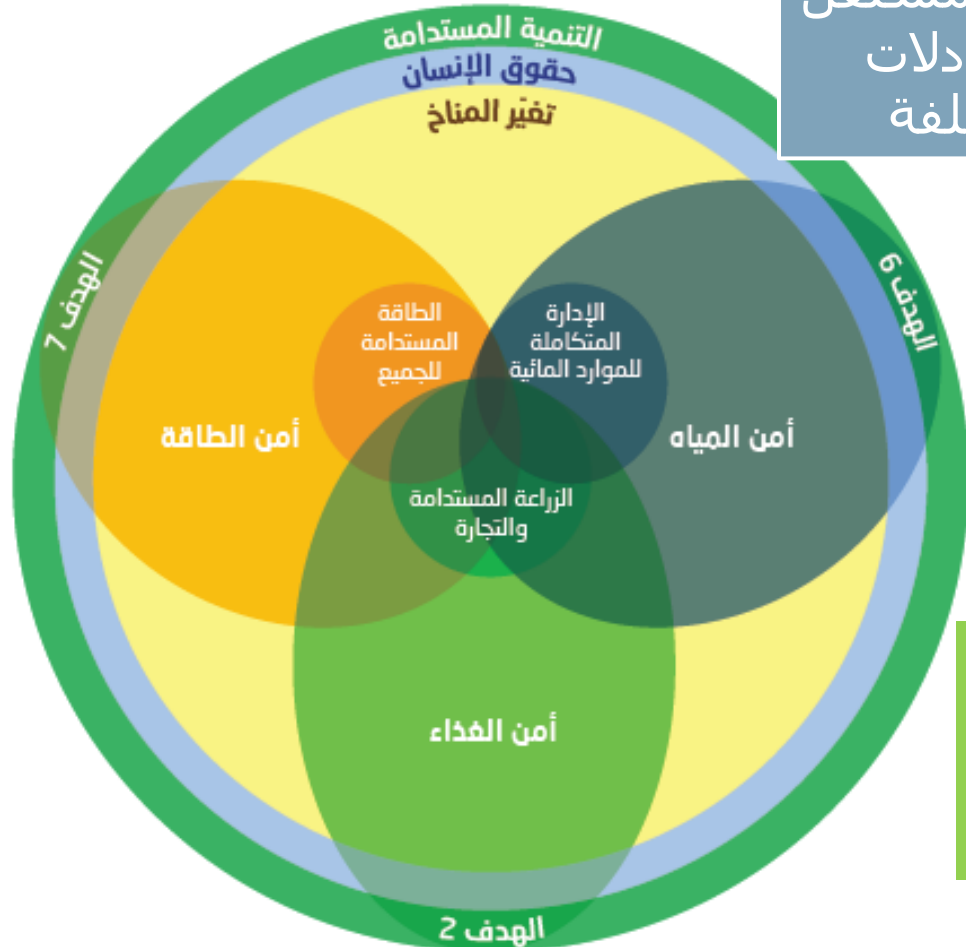 التنمية المستدامة
حقوق الإنسان
تغيّر المناخ
الهدف 7
الهدف 6
الطاقة
المستدامة
للجميع
الإدارة
المتكاملة
للموارد المائية
أمن الطاقة
أمن المياه
الزراعة المستدامة
والتجارة
أمن الغذاء
الهدف 2